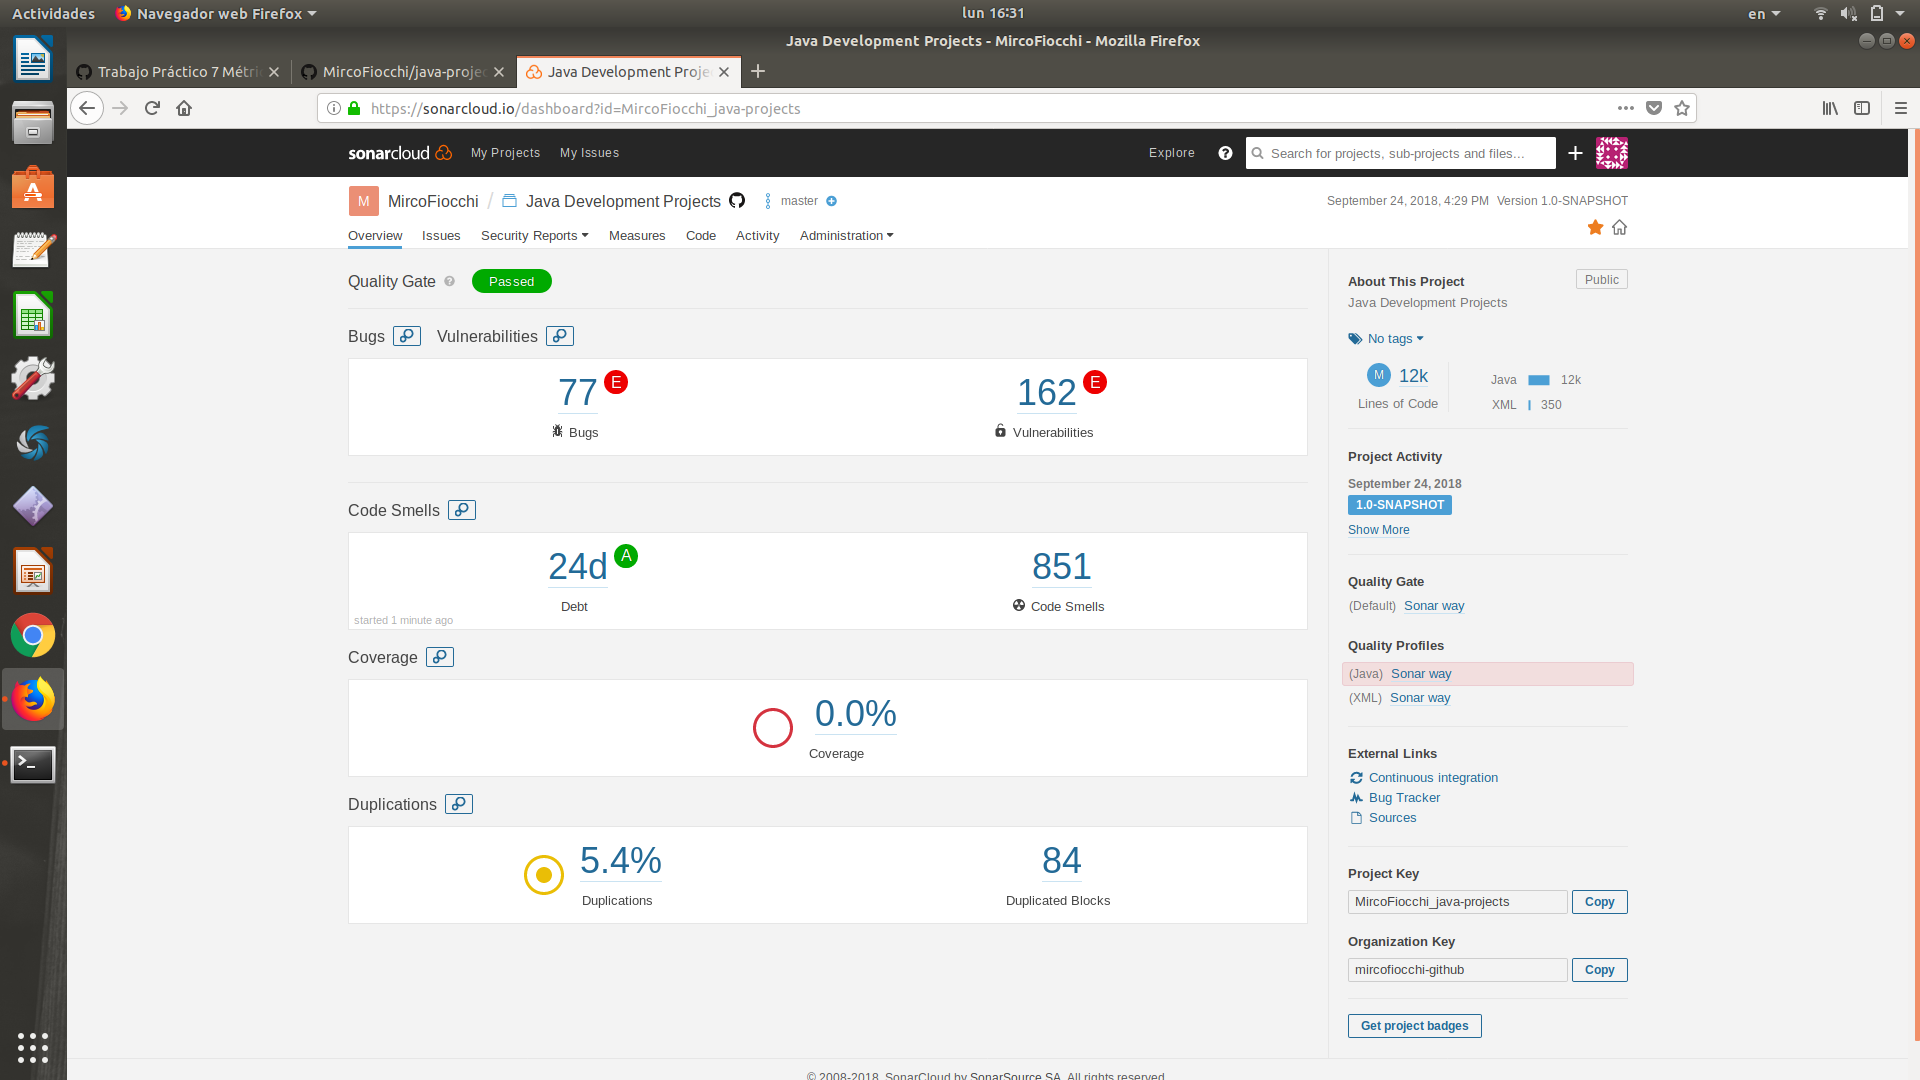 Actividades
Navegador web Firefox
lun 16:31
en
Java Development Projects - MircoFiocchi - Mozilla Firefox
Trabajo Práctico 7 Métri
MircoFiocchi/java-projec
Java Development Proje
https://sonarcloud.io/dashboard?id=MircoFiocchi_java-projects
sonarcloud
My Projects
My Issues
Explore
Search for projects, sub-projects and files...
M
MircoFiocchi / Java Development Projects
master
September 24, 2018, 4:29 PM Version 1.0-SNAPSHOT
Overview
Issues
Security Reports
Measures
Code
Activity
Administration
Quality Gate
Passed
Bugs
Vulnerabilities
77 E
Bugs
162 E
Vulnerabilities
Code Smells
24d A
Debt
started 1 minute ago
851
Code Smells
Coverage
0.0%
Coverage
Duplications
5.4%
Duplications
84
Duplicated Blocks
About This Project
Public
Java Development Projects
No tags
M 12k
Lines of Code
Java 12k
XML 350
Project Activity
September 24, 2018
1.0-SNAPSHOT
Show More
Quality Gate
(Default) Sonar way
Quality Profiles
(Java) Sonar way
(XML) Sonar way
External Links
Continuous integration
Bug Tracker
Sources
Project Key
MircoFiocchi_java-projects
Copy
Organization Key
mircofiocchi-github
Copy
Get project badges
© 2008-2018, SonarCloud by SonarSource SA. All rights reserved.